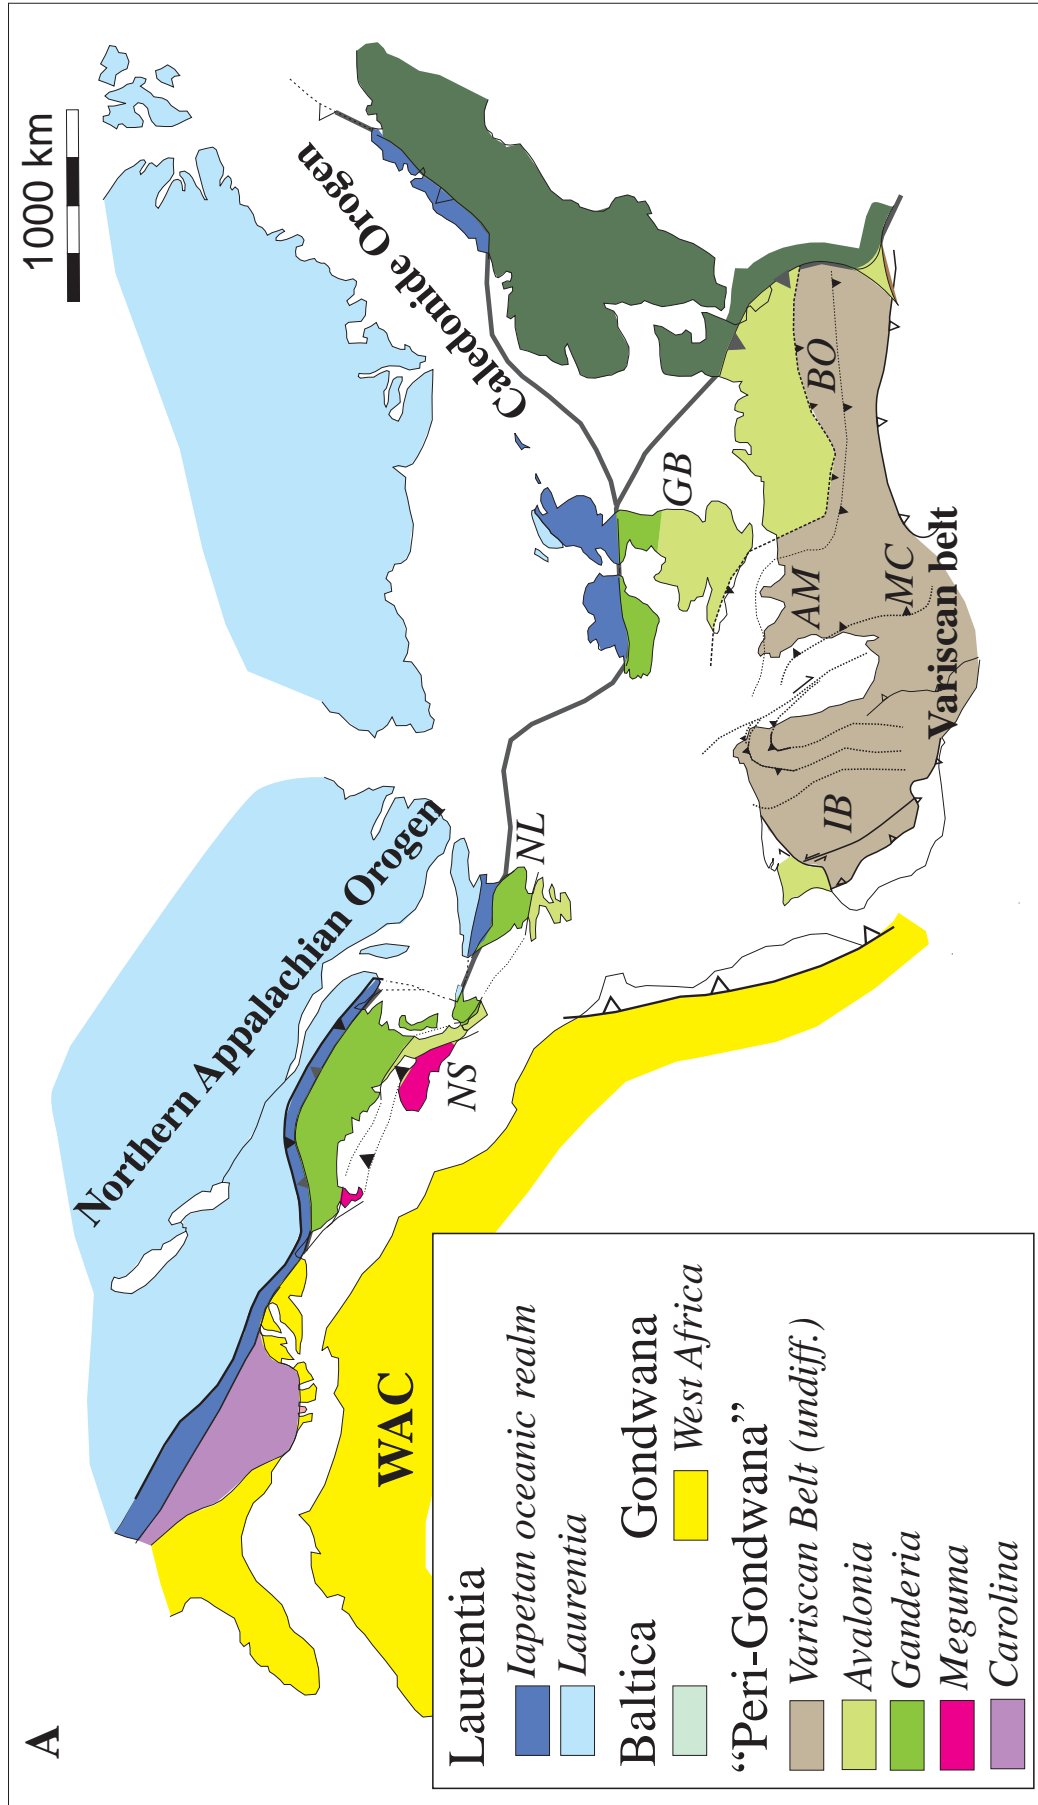 A
1000 km
Northern Appalachian Orogen
Caledonide Orogen
NL
NS
GB
BO
AM
MC
IB
Variscan belt
WAC
Laurentia
Iapetan oceanic realm
Laurentia
Baltica
Gondwana
West Africa
“Peri-Gondwana”
Variscan Belt (undiff.)
Avalonia
Ganderia
Meguma
Carolina